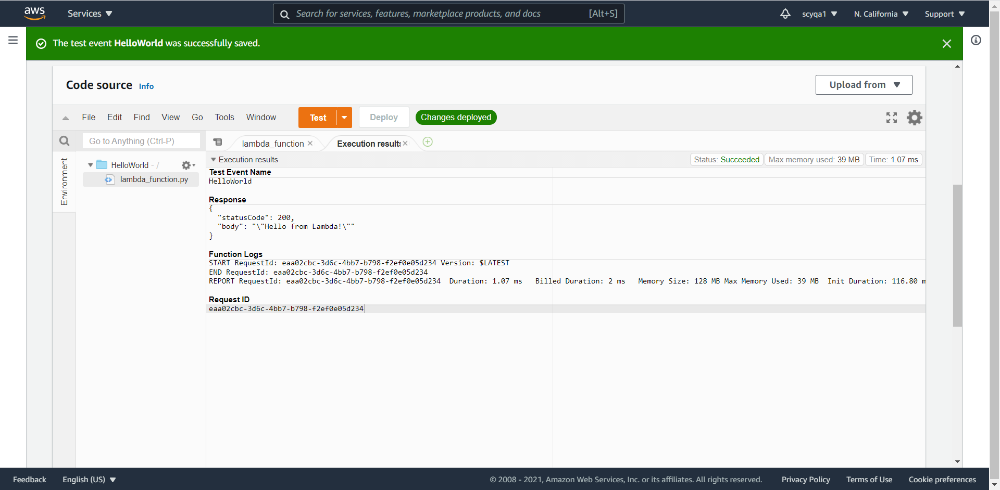 aws
Services
Search for services, features, marketplace products, and docs [Alt+S]
scyqa1
N. California
Support
The test event HelloWorld was successfully saved.
Code source Info
Upload from
File Edit Find View Go Tools Window
Test
Deploy
Changes deployed
Go to Anything (Ctrl-P)
lambda_function
Execution results
Environment
HelloWorld - /
lambda_function.py
Execution results
Status: Succeeded
Max memory used: 39 MB
Time: 1.07 ms
Test Event Name
HelloWorld
Response
{
"statusCode": 200,
"body": "\"Hello from Lambda!\""
}
Function Logs
START RequestId: eaa02cbc-3d6c-4bb7-b798-f2ef0e05d234 Version: $LATEST
END RequestId: eaa02cbc-3d6c-4bb7-b798-f2ef0e05d234
REPORT RequestId: eaa02cbc-3d6c-4bb7-b798-f2ef0e05d234 Duration: 1.07 ms Billed Duration: 2 ms Memory Size: 128 MB Max Memory Used: 39 MB Init Duration: 116.80 m
Request ID
eaa02cbc-3d6c-4bb7-b798-f2ef0e05d234
Feedback
English (US)
© 2008 - 2021, Amazon Web Services, Inc. or its affiliates. All rights reserved.
Privacy Policy
Terms of Use
Cookie preferences